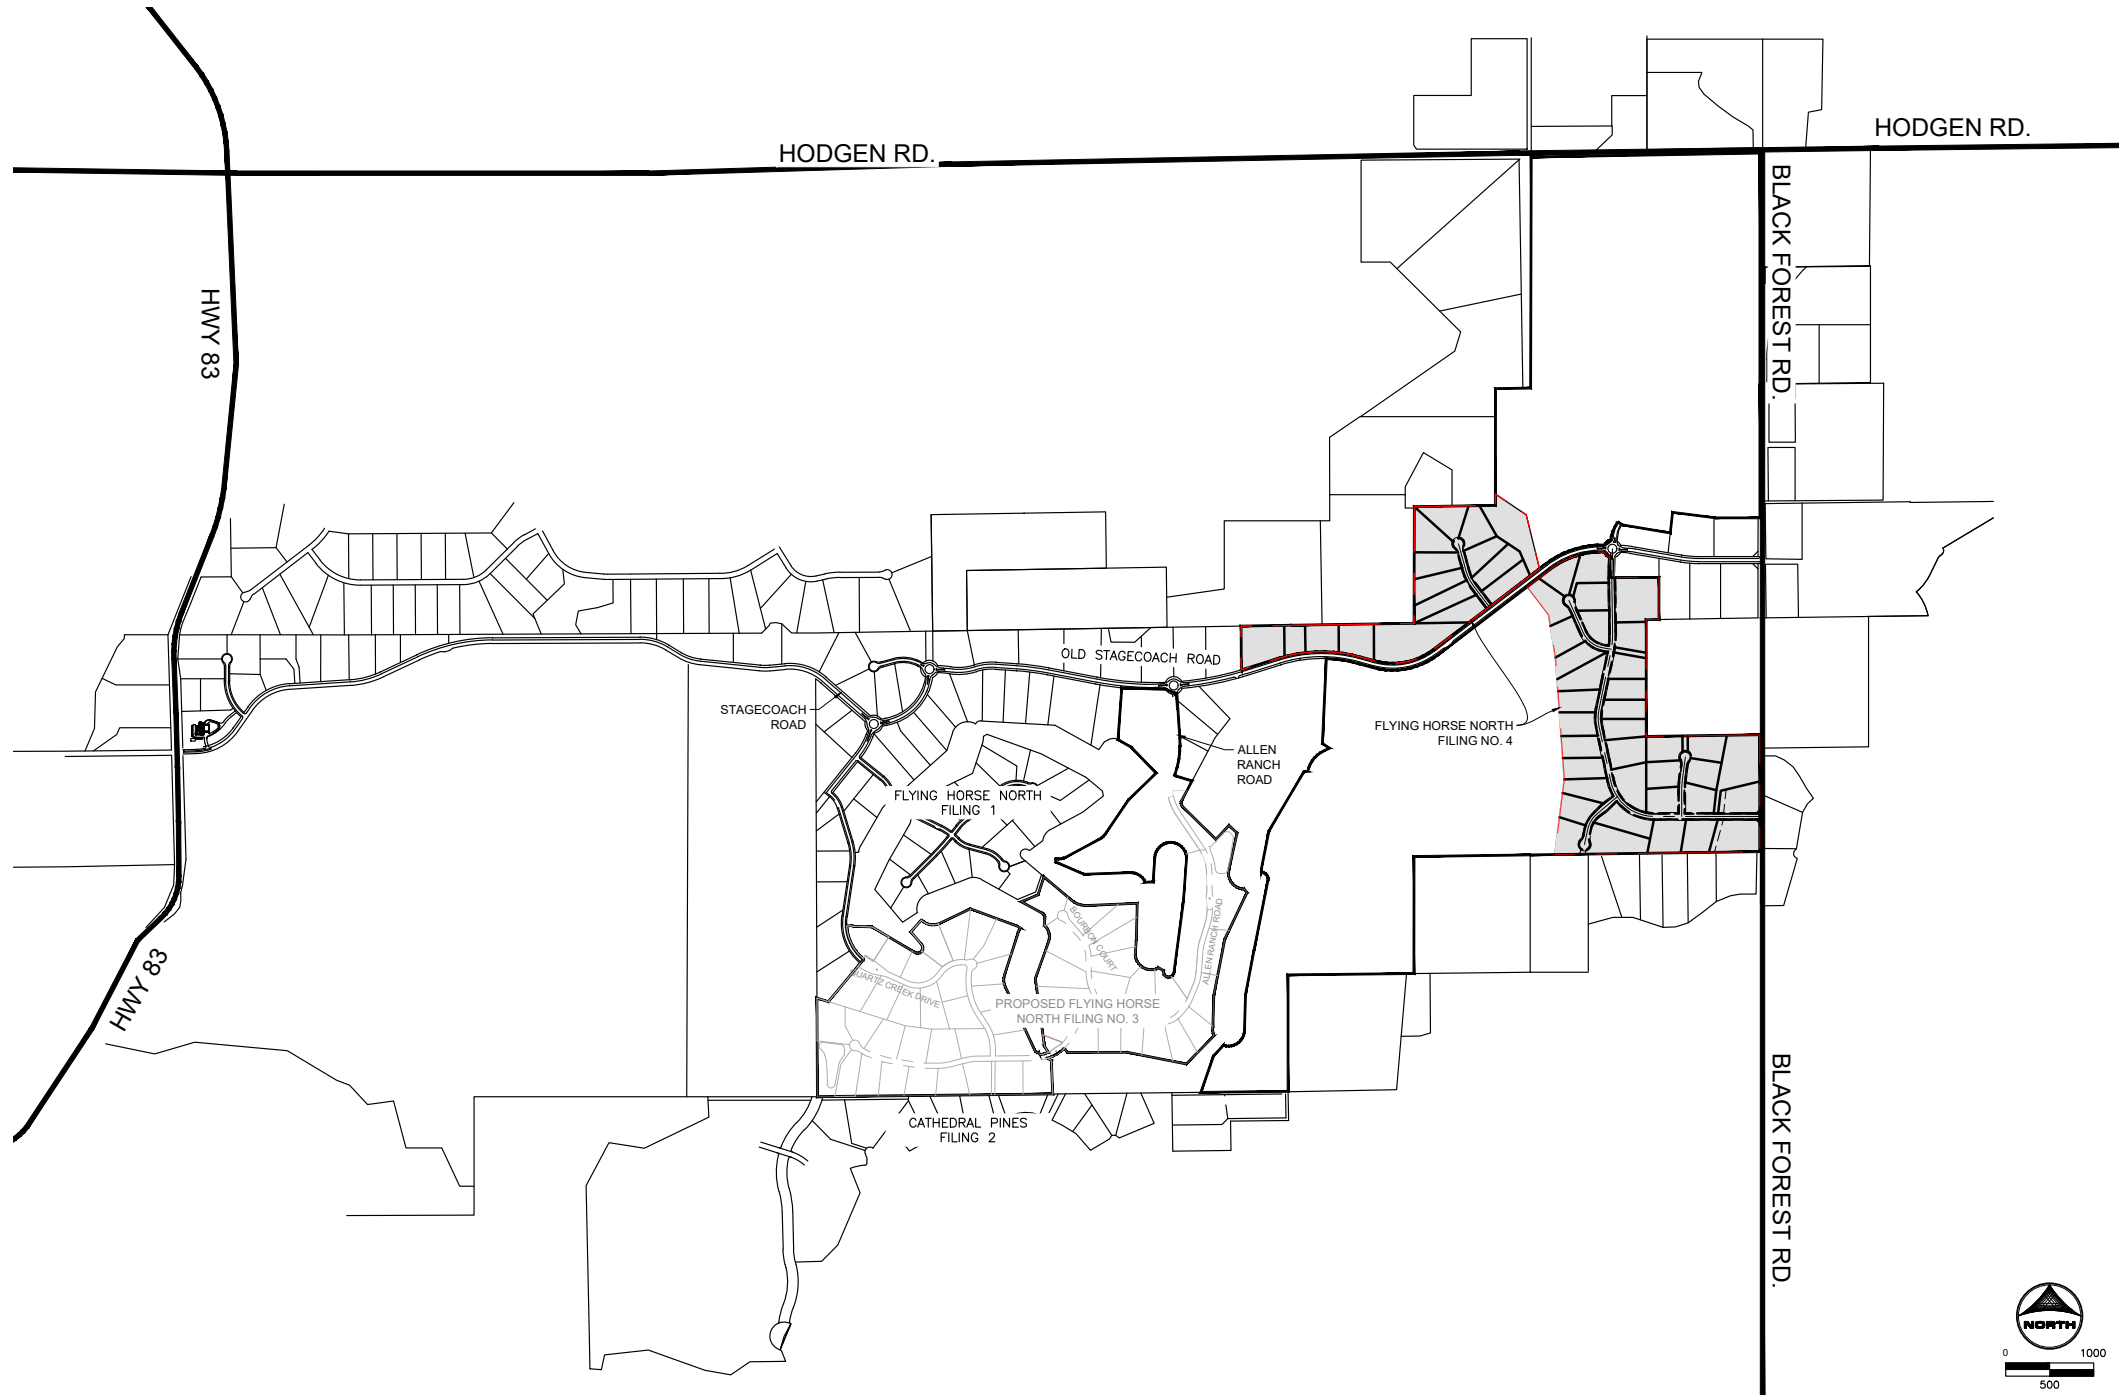 HODGEN RD.
HODGEN RD.
BLACK FOREST RD.
HWY 83
OLD STAGECOACH ROAD
STAGECOACH
ROAD
FLYING HORSE NORTH
FILING NO. 4
ALLEN
RANCH
ROAD
FLYING HORSE NORTH
FILING 1
BOURBON COURT
ALLEN RANCH ROAD
HWY 83
QUARTZ CREEK DRIVE
PROPOSED FLYING HORSE
NORTH FILING NO. 3
CATHEDRAL PINES
FILING 2
BLACK FOREST RD.
NORTH
0 1000
500